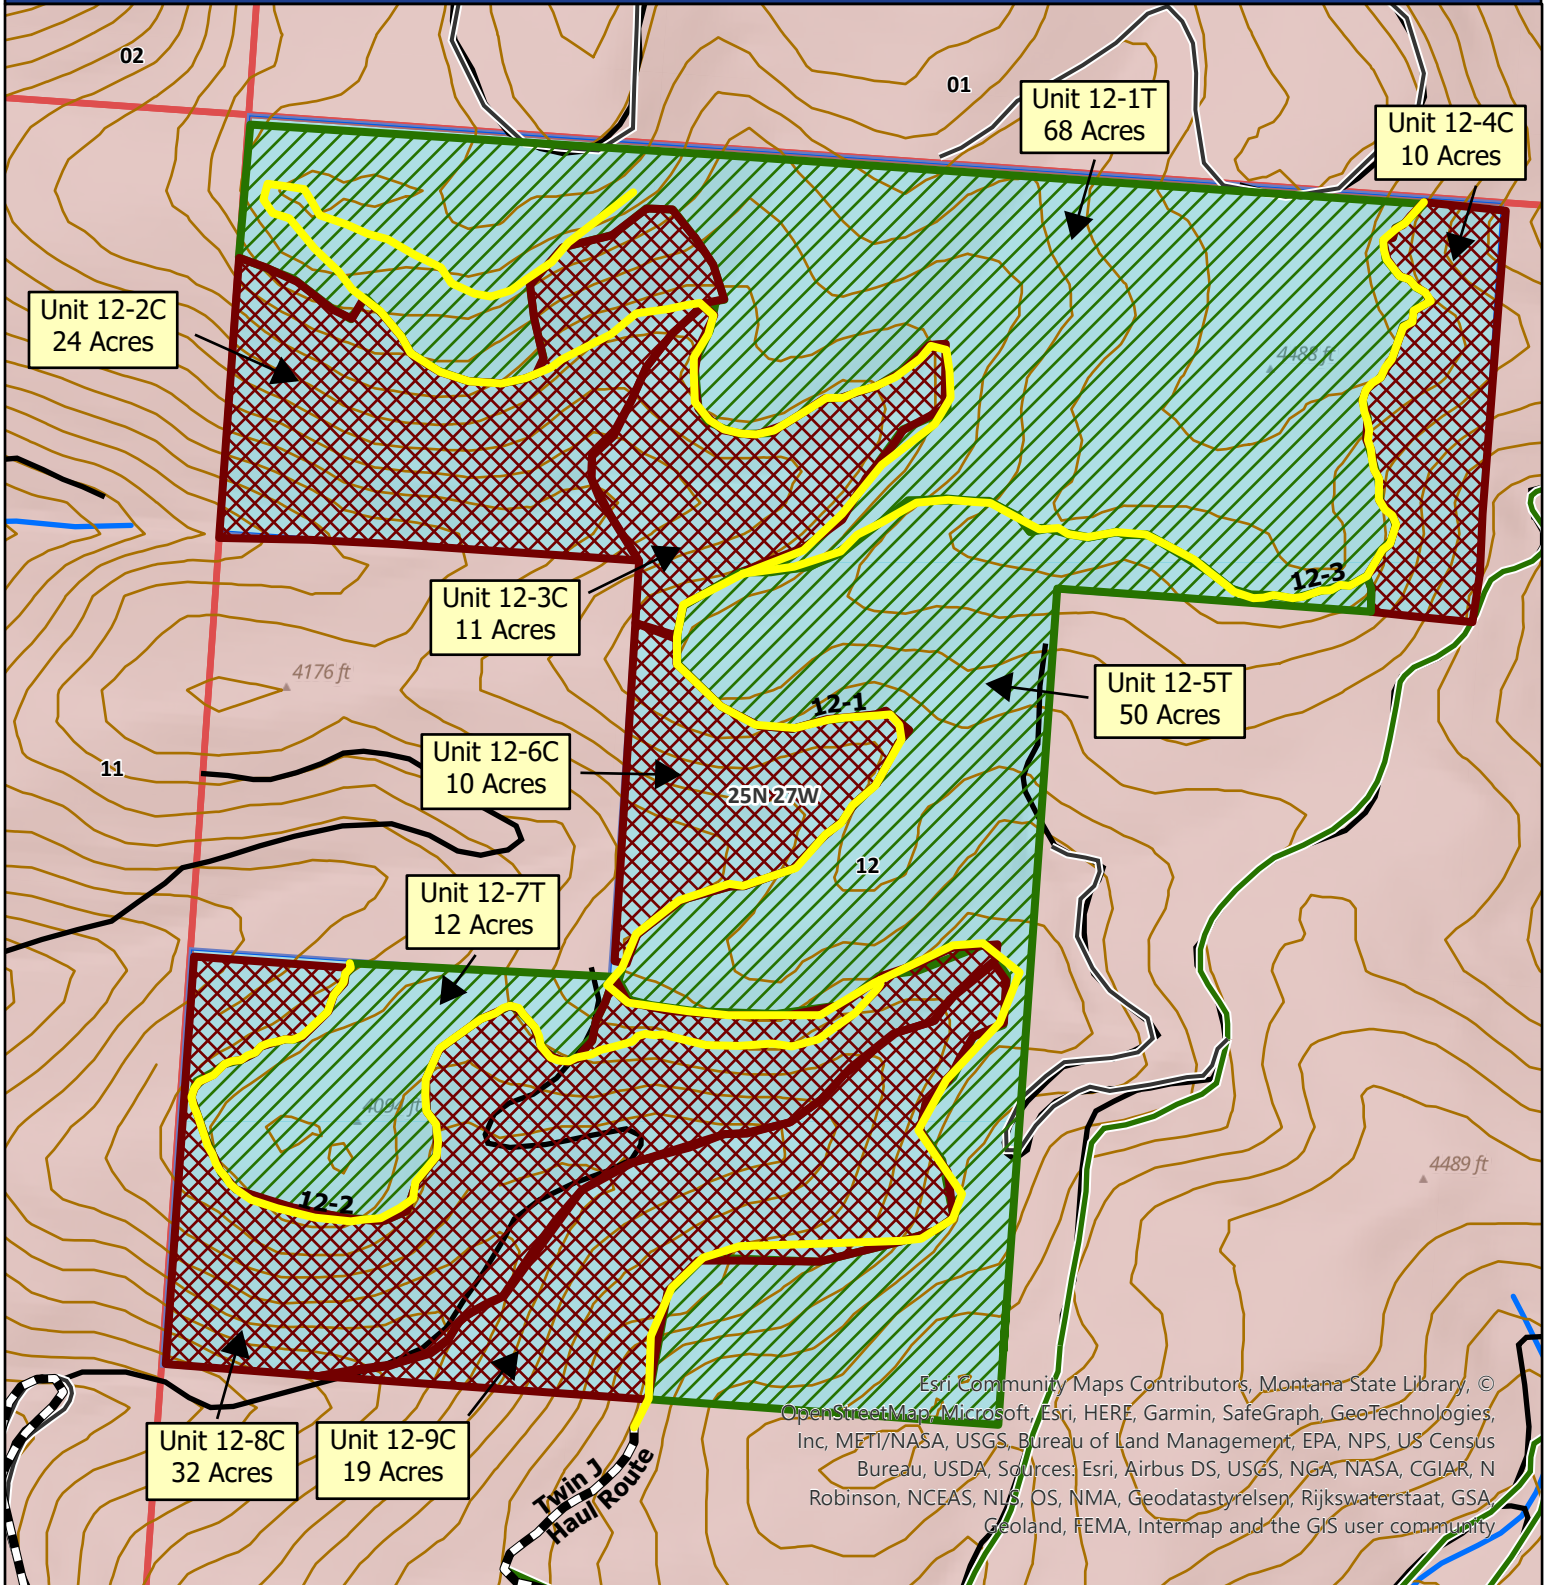 02
01
Unit 12-1T
68 Acres
Unit 12-4C
10 Acres
Unit 12-2C
24 Acres
4488 ft
12-3
Unit 12-3C
11 Acres
4176 ft
Unit 12-5T
50 Acres
12-1
11
Unit 12-6C
10 Acres
25N 27W
12
Unit 12-7T
12 Acres
4094 ft
4489 ft
12-2
Unit 12-8C
32 Acres
Unit 12-9C
19 Acres
Twin J
Haul Route
Esri Community Maps Contributors, Montana State Library, ©
OpenStreetMap, Microsoft, Esri, HERE, Garmin, SafeGraph, GeoTechnologies,
Inc, METI/NASA, USGS, Bureau of Land Management, EPA, NPS, US Census
Bureau, USDA, Sources: Esri, Airbus DS, USGS, NGA, NASA, CGIAR, N
Robinson, NCEAS, NLS, OS, NMA, Geodatastyrelsen, Rijkswaterstaat, GSA,
Geoland, FEMA, Intermap and the GIS user community